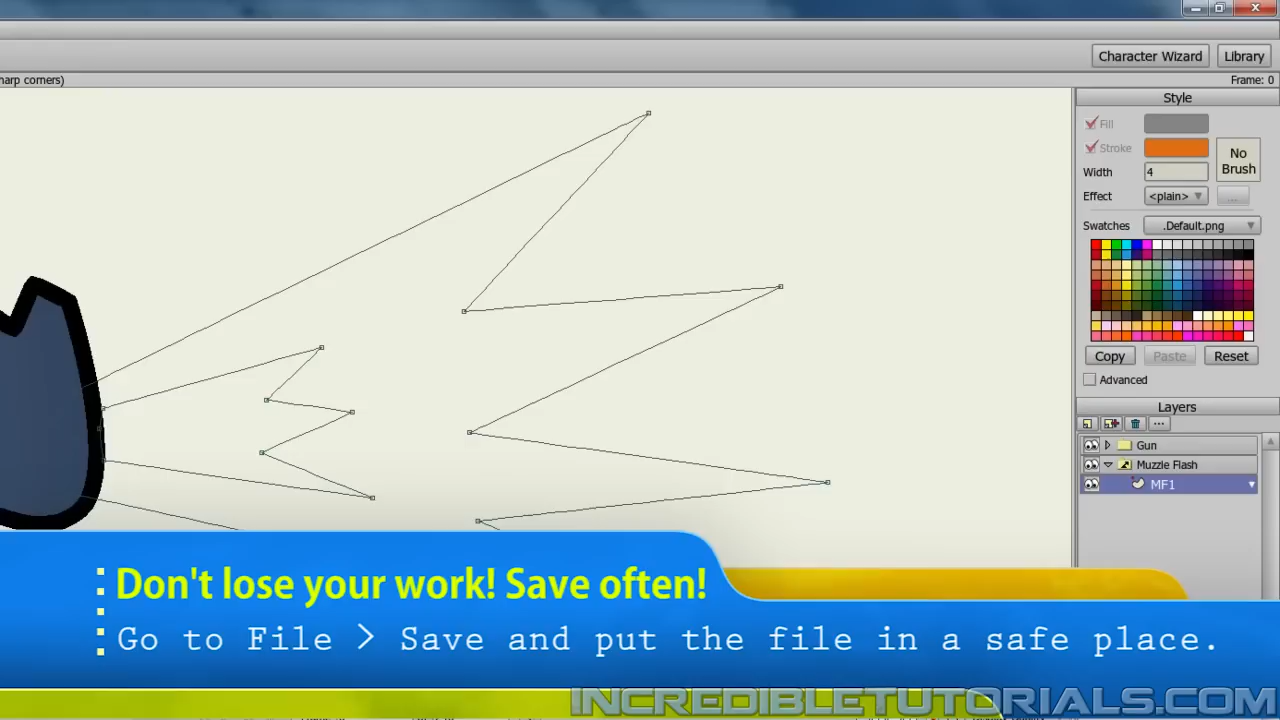 Character Wizard
Library
harp corners)
Frame: 0
Style
Fill
Stroke
No
Brush
Width
4
Effect
<plain>
...
Swatches
.Default.png
Copy
Paste
Reset
Advanced
Layers
Gun
Muzzle Flash
MF1
Don't lose your work! Save often!
Go to File > Save and put the file in a safe place.
INCREDIBLETUTORIALS.COM